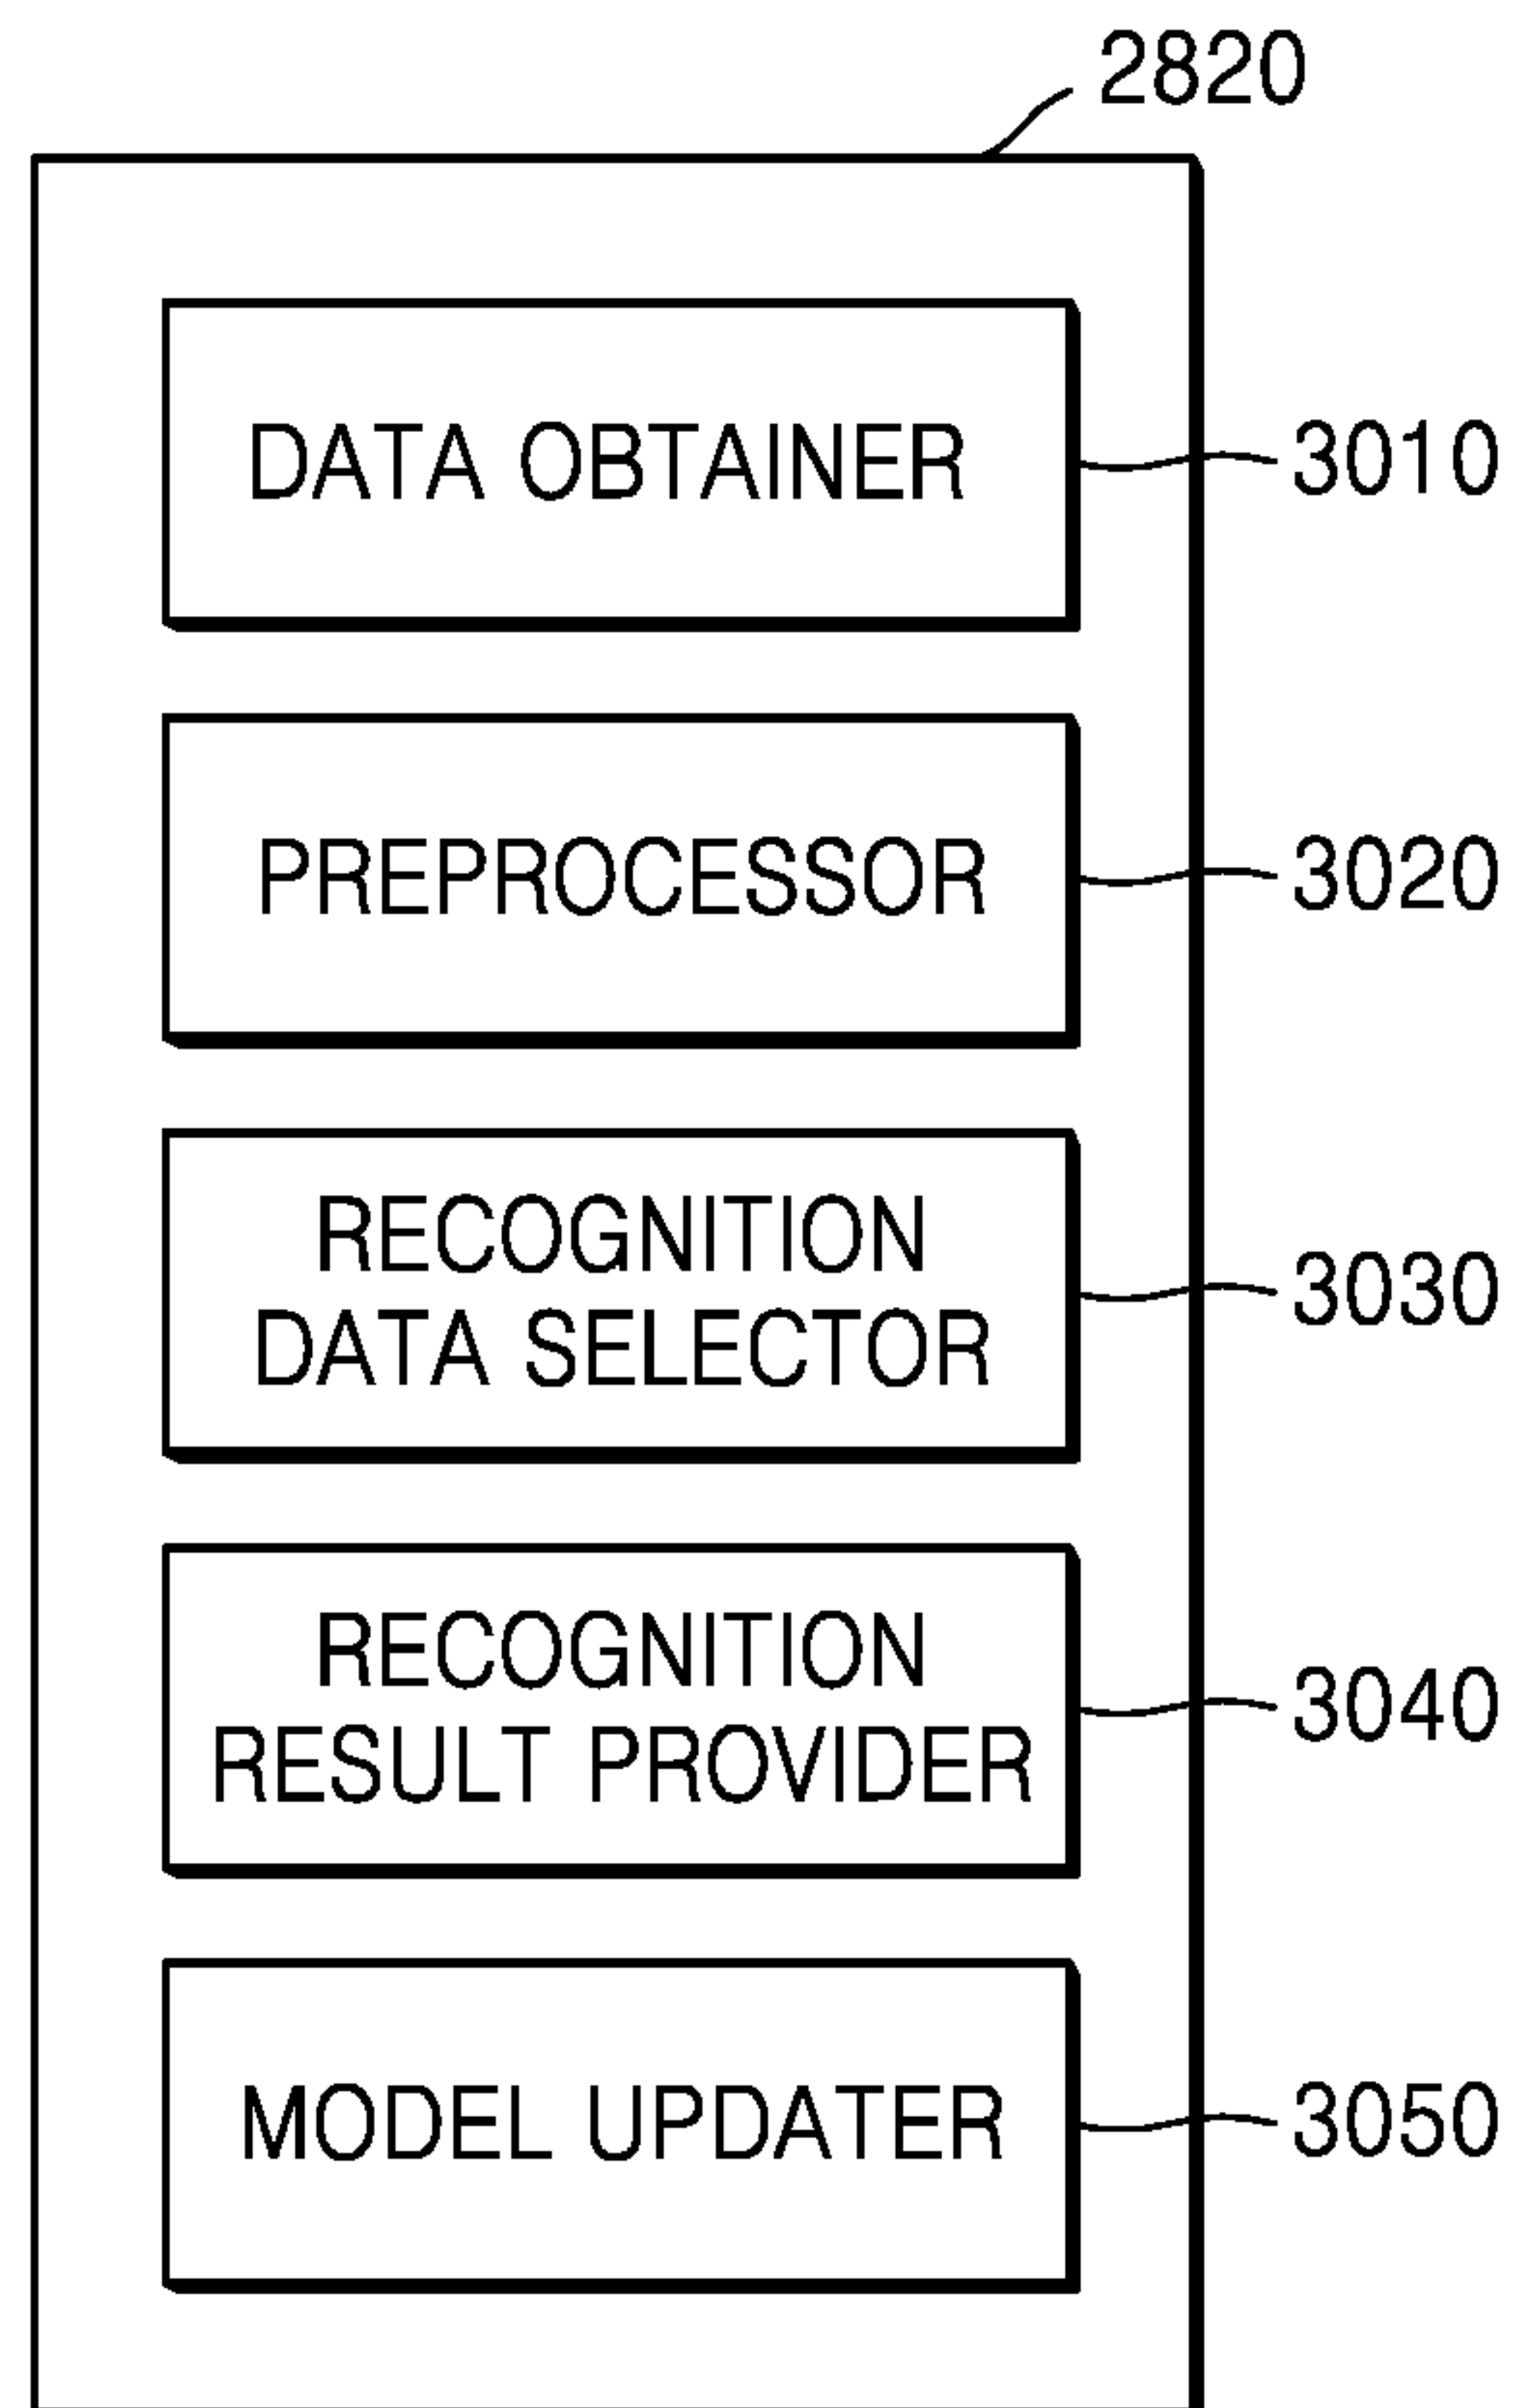 2820
DATA OBTAINER
3010
PREPROCESSOR
3020
RECOGNITION
DATA SELECTOR
3030
RECOGNITION
RESULT PROVIDER
3040
MODEL UPDATER
3050